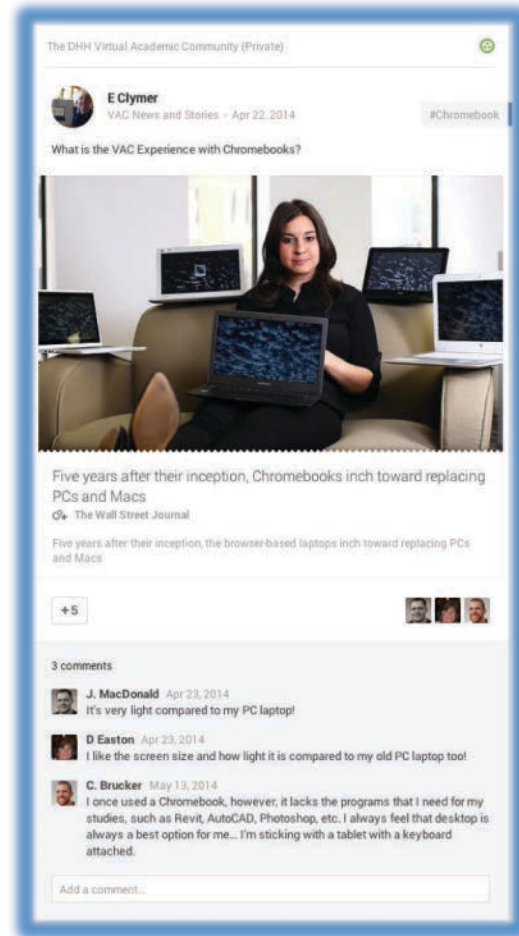 The DHH Virtual Academic Community (Private)
E Clymer
VAC News and Stories - Apr 22, 2014
#Chromebook
What is the VAC Experience with Chromebooks?
Five years after their inception, Chromebooks inch toward replacing
PCs and Macs
The Wall Street Journal
Five years after their inception, the browser-based laptops inch toward replacing PCs
and Macs
+5
3 comments
J. MacDonald Apr 23, 2014
It's very light compared to my PC laptop!
D Easton Apr 23, 2014
I like the screen size and how light it is compared to my old PC laptop too!
C. Brucker May 13, 2014
I once used a Chromebook, however, it lacks the programs that I need for my
studies, such as Revit, AutoCAD, Photoshop, etc. I always feel that desktop is
always a best option for me... I'm sticking with a tablet with a keyboard
attached.
Add a comment...